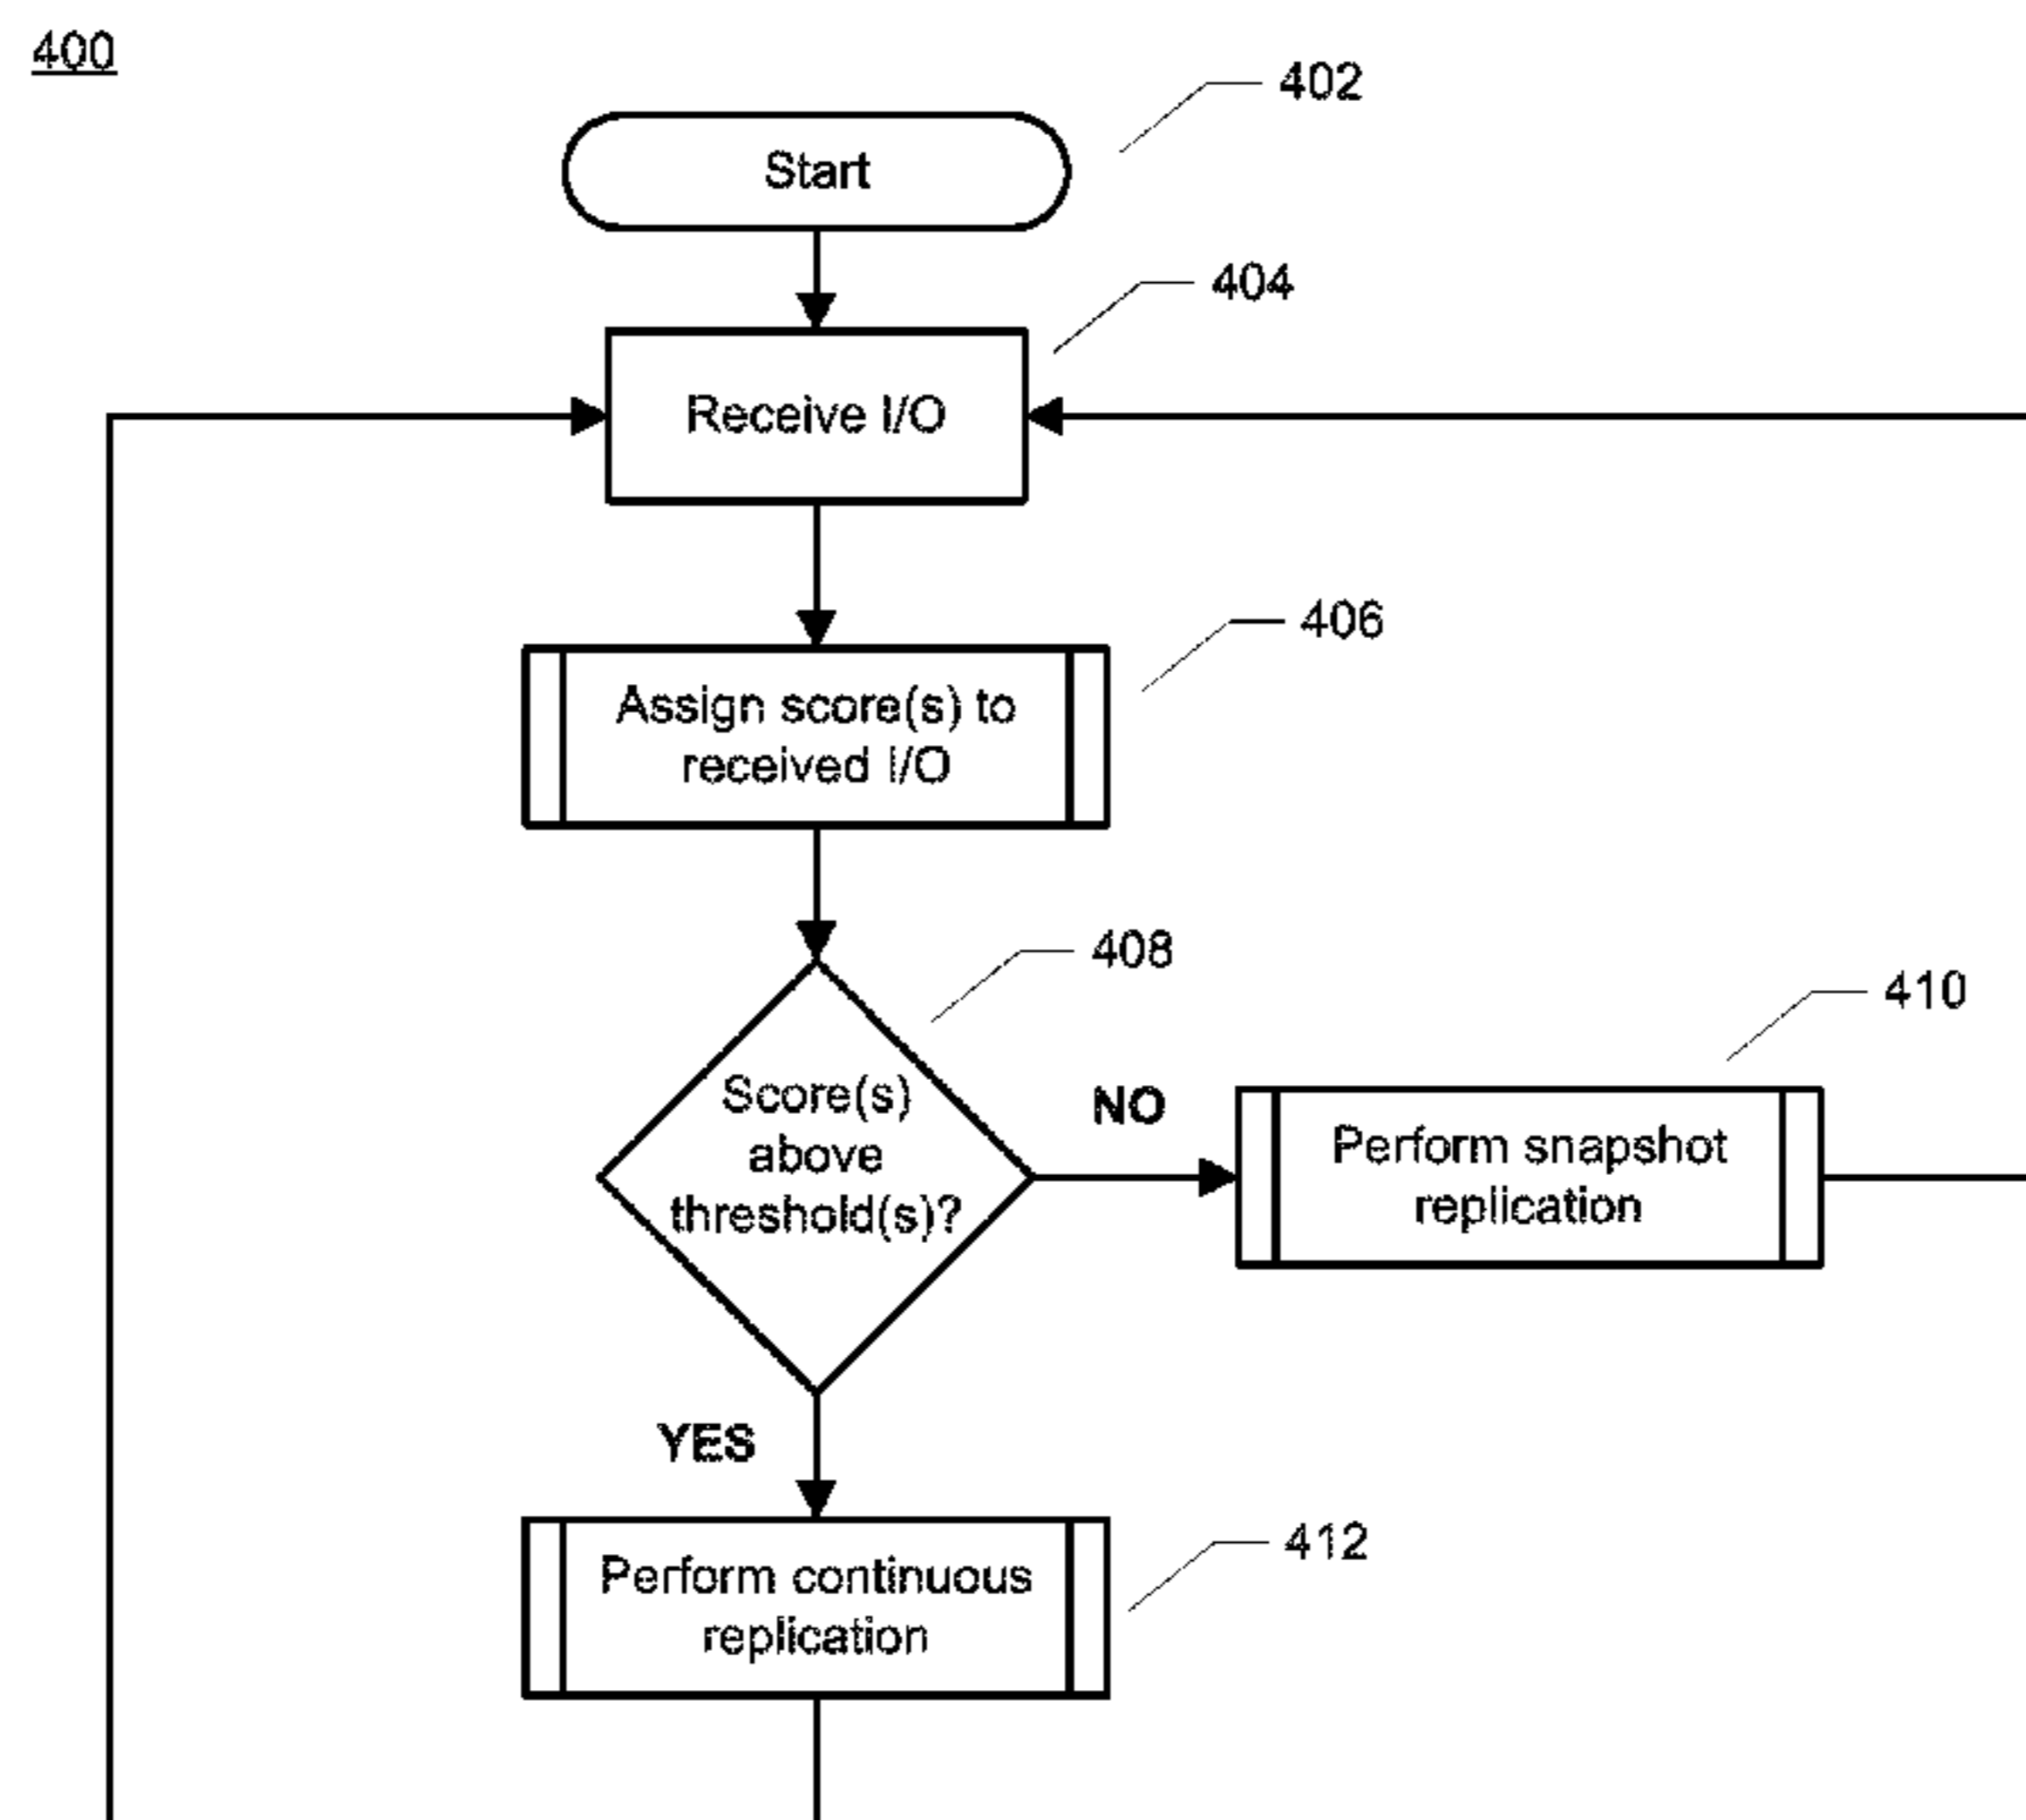 400
402
Start
404
Receive I/O
406
Assign score(s) to
received I/O
408
410
Score(s)
above
threshold(s)?
NO
Perform snapshot
replication
YES
412
Perform continuous
replication